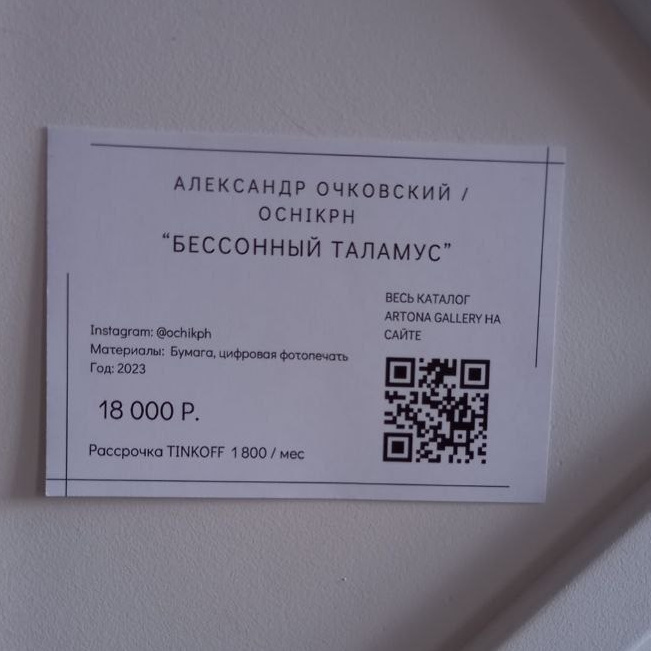 АЛЕКСАНДР ОЧКОВСКИЙ /
OCHIKPH
“БЕССОННЫЙ ТАЛАМУС”
ВЕСЬ КАТАЛОГ
ARTONA GALLERY НА
САЙТЕ
Instagram: @ochikph
Материалы: Бумага, цифровая фотопечать
Год: 2023
18 000 Р.
Рассрочка TINKOFF 1 800 / мес